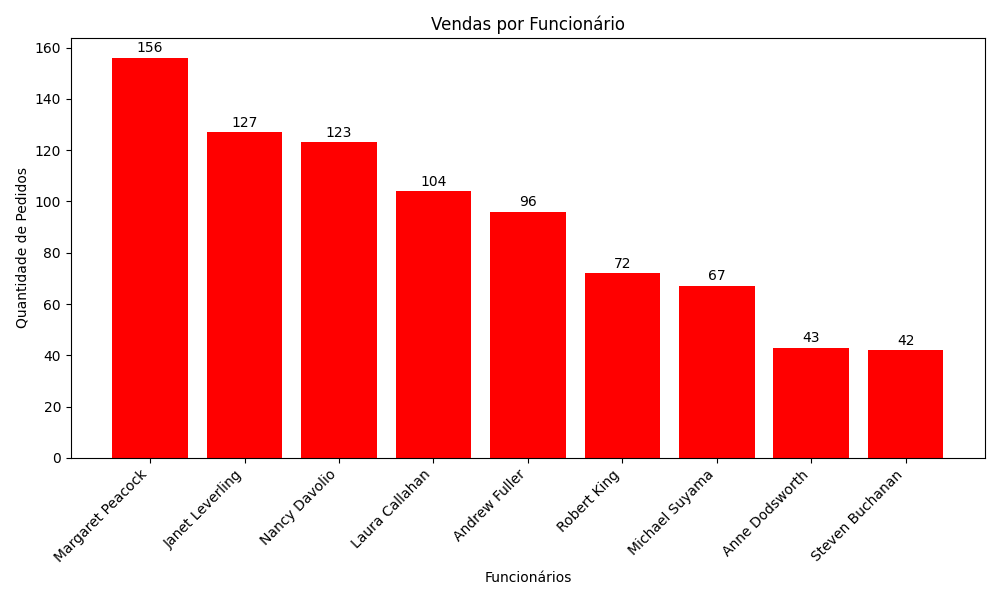 Vendas por Funcionário
Quantidade de Pedidos
160
140
120
100
80
60
40
20
0
156
127
123
104
96
72
67
43
42
Margaret Peacock
Janet Leverling
Nancy Davolio
Laura Callahan
Andrew Fuller
Robert King
Michael Suyama
Anne Dodsworth
Steven Buchanan
Funcionários